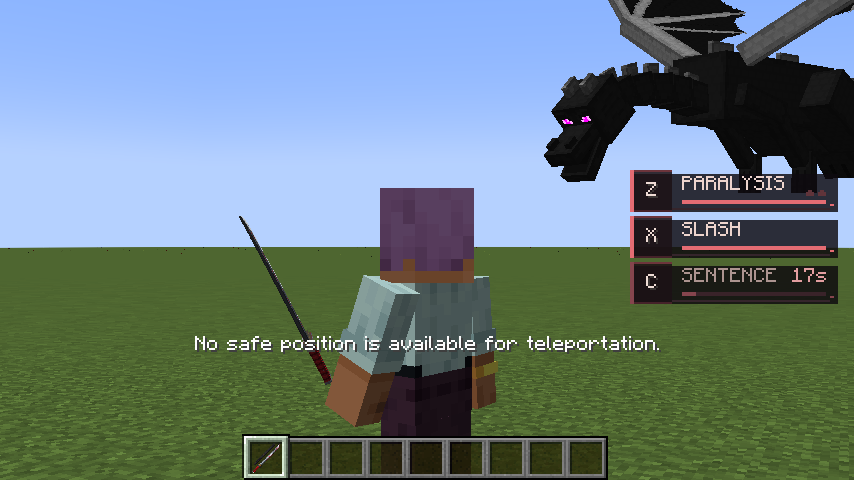 Z PARALYSIS
X SLASH
C SENTENCE 17s
No safe position is available for teleportation.